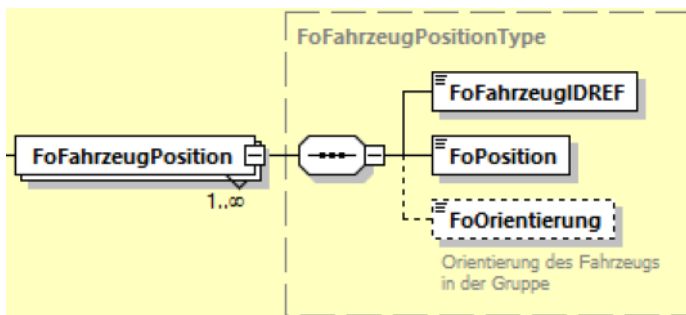 FoFahrzeugPositionType
FoFahrzeugIDREF
FoFahrzeugPosition
FoPosition
1..∞
FoOrientierung
Orientierung des Fahrzeugs
in der Gruppe